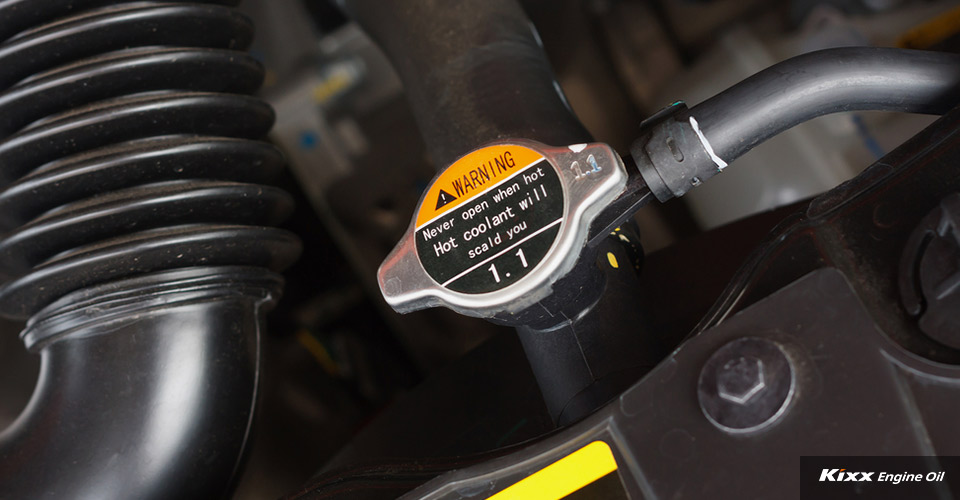 WARNING
Never open when hot
Hot coolant will
scald you
1.1
1.1
Kixx Engine Oil